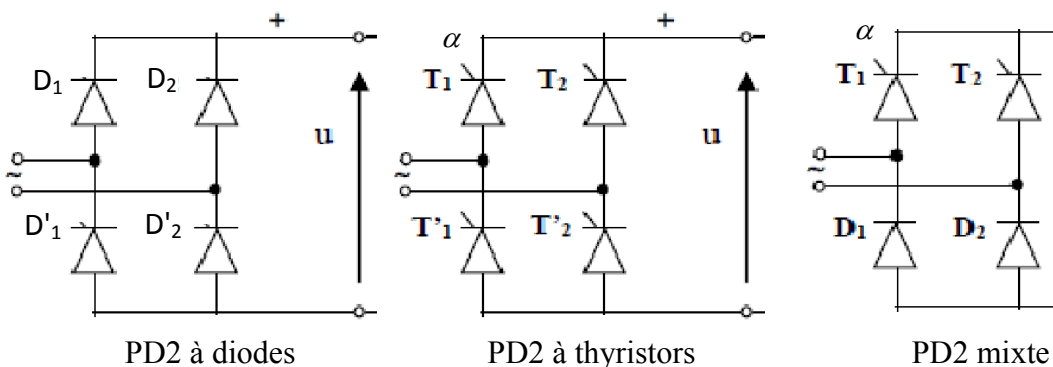 +
α
+
α
D1 D2
T1 T2
T1 T2
u
u
~
~
~
D'1 D'2
T'1 T'2
D1 D2
PD2 à diodes
PD2 à thyristors
PD2 mixte